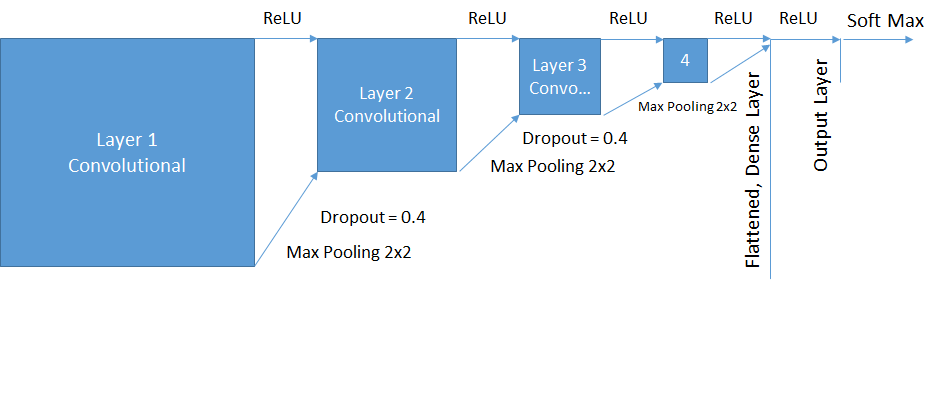 ReLU
ReLU
ReLU
ReLU
ReLU
Soft Max
Layer 1
Convolutional
Layer 2
Convolutional
Layer 3
Convo...
4
Max Pooling 2x2
Dropout = 0.4
Max Pooling 2x2
Dropout = 0.4
Max Pooling 2x2
Flattened, Dense Layer
Output Layer